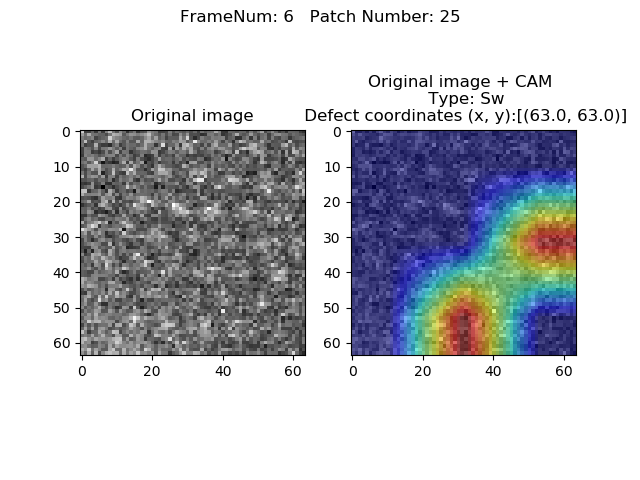 FrameNum: 6   Patch Number: 25
Original image
Original image + CAM
Type: Sw
Defect coordinates (x, y):[(63.0, 63.0)]
0
10
20
30
40
50
60
0 20 40 60
0
10
20
30
40
50
60
0 20 40 60